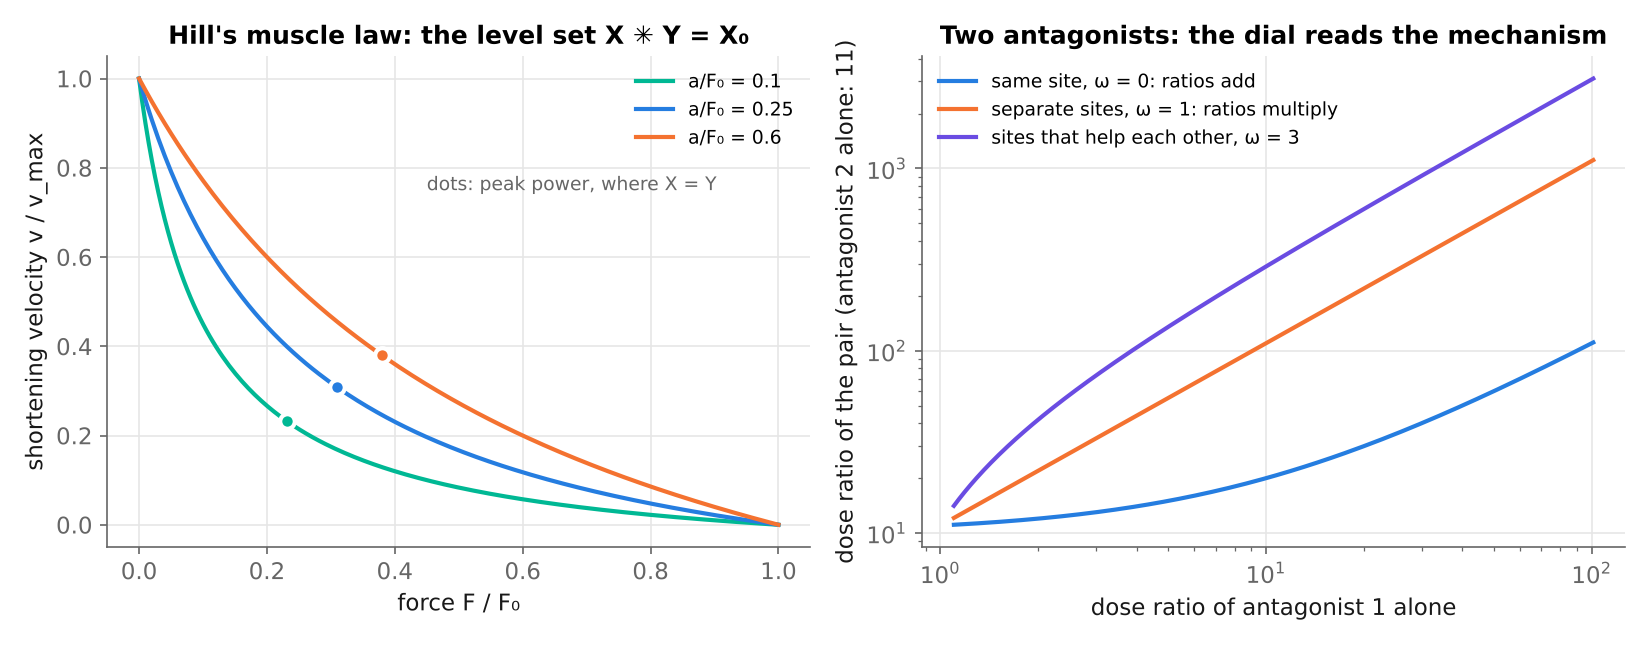 Hill's muscle law: the level set X ✳ Y = X₀
shortening velocity v / v_max
1.0
0.8
0.6
0.4
0.2
0.0
a/F₀ = 0.1
a/F₀ = 0.25
a/F₀ = 0.6
dots: peak power, where X = Y
0.0 0.2 0.4 0.6 0.8 1.0
force F / F₀
Two antagonists: the dial reads the mechanism
dose ratio of the pair (antagonist 2 alone: 11)
10³
10²
10¹
same site, ω = 0: ratios add
separate sites, ω = 1: ratios multiply
sites that help each other, ω = 3
10⁰ 10¹ 10²
dose ratio of antagonist 1 alone